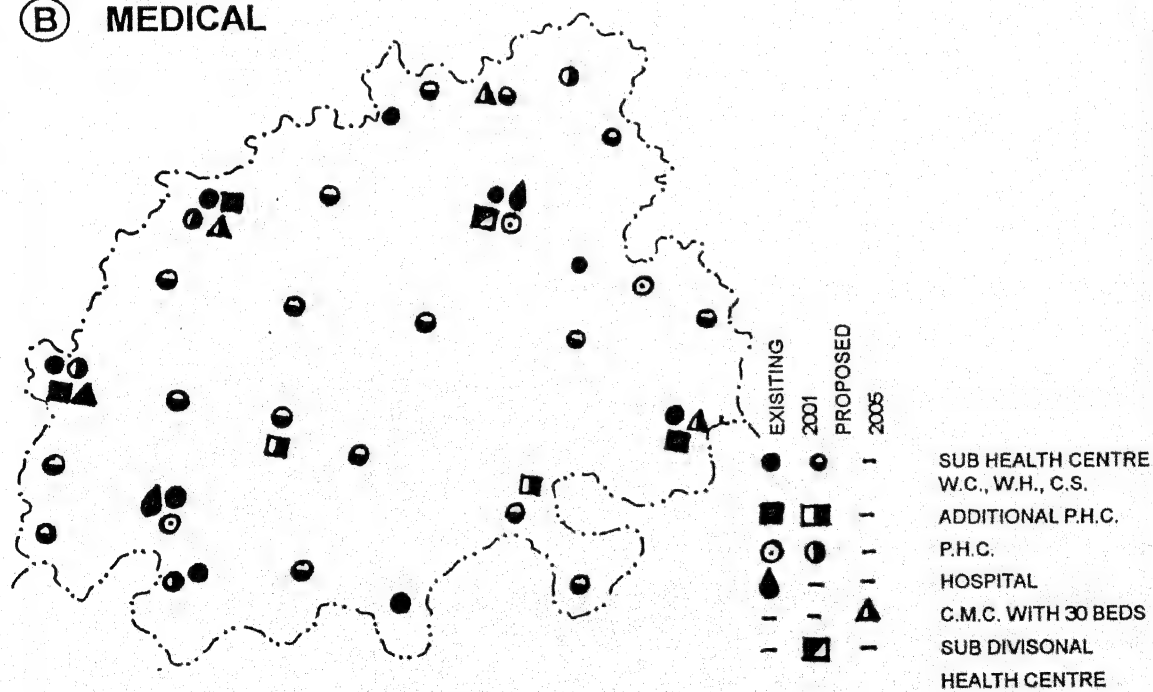 B MEDICAL
EXISITING
2001
PROPOSED
2005
SUB HEALTH CENTRE
W.C., W.H., C.S.
ADDITIONAL P.H.C.
P.H.C.
HOSPITAL
C.M.C. WITH 30 BEDS
SUB DIVISONAL
HEALTH CENTRE